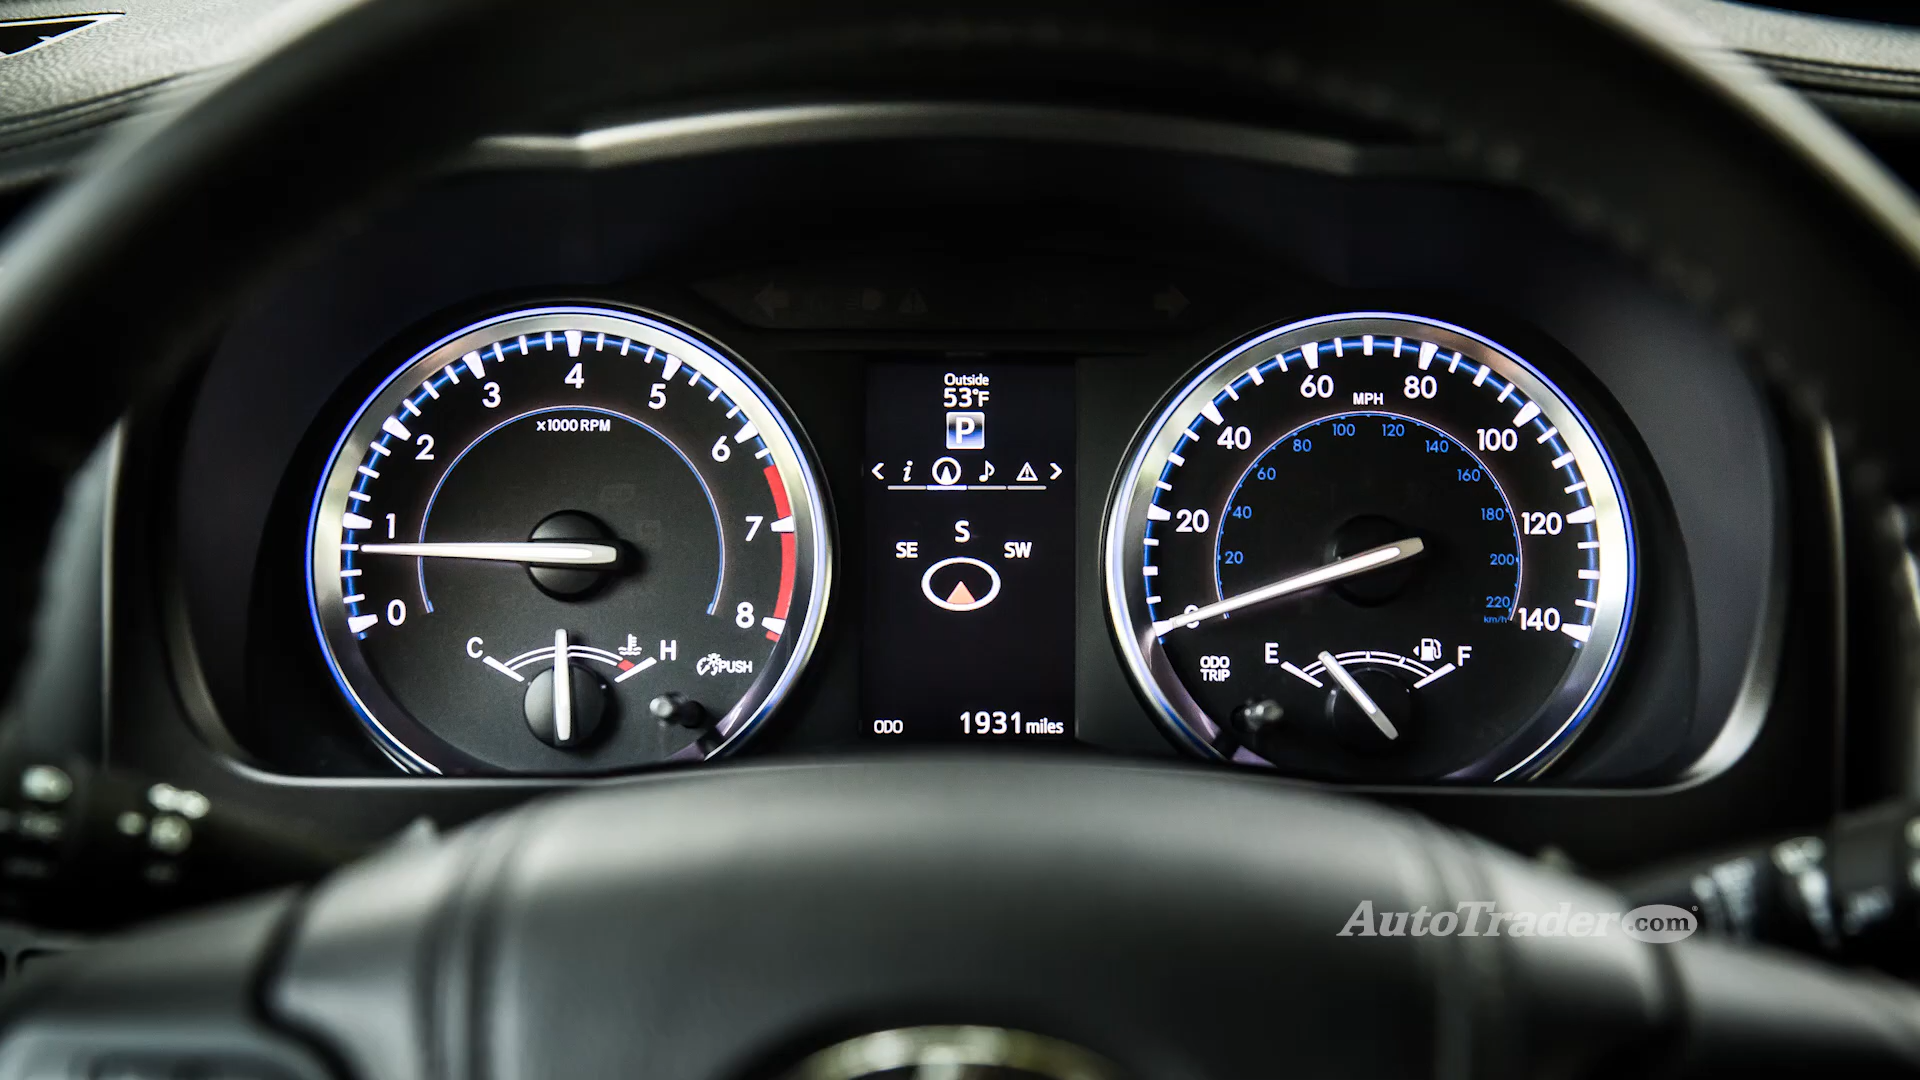 0
1
2
3
4
5
6
7
8
x1000 RPM
C
H
PUSH
Outside
53°F
P
i
S
SE
SW
ODO
1931 miles
0
20
40
60
80
100
120
140
MPH
20
40
60
80
100
120
140
160
180
200
220
km/h
ODO
TRIP
E
F
AutoTrader.com